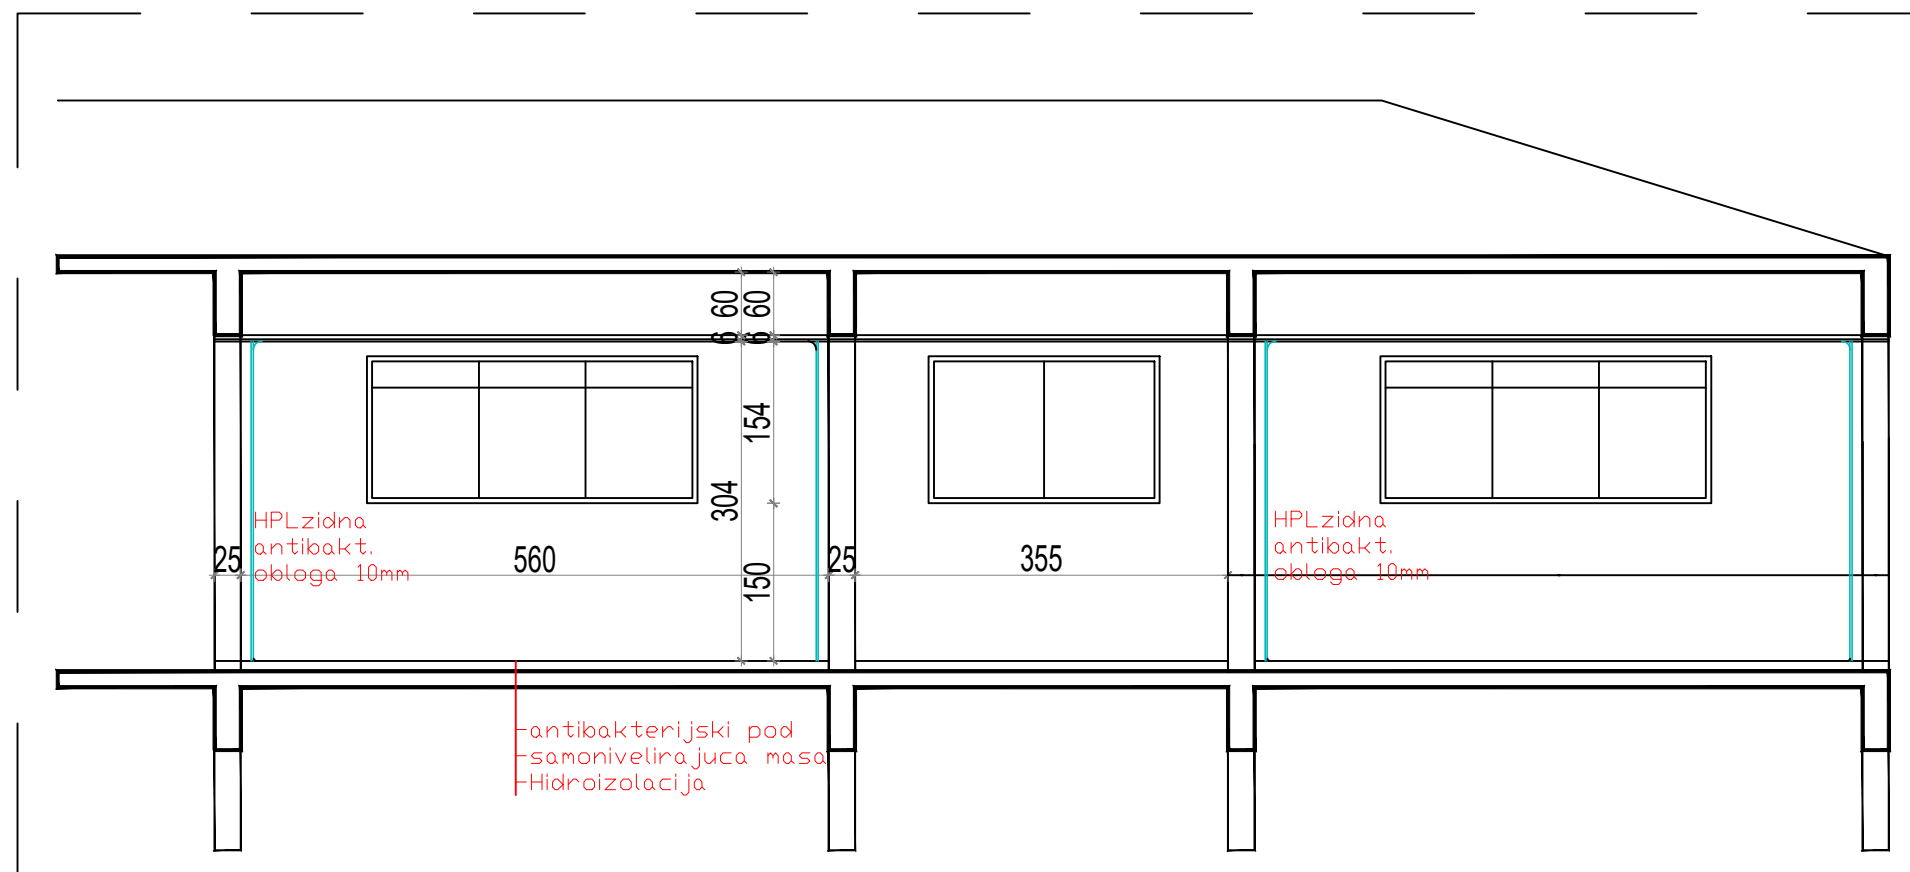 60 60
6 6
154
304
HPLzidna
antibakt.
obloga 10mm
HPLzidna
antibakt.
obloga 10mm
25
560
150
25
355
antibakterijski pod
samonivelirajuca masa
Hidroizolacija